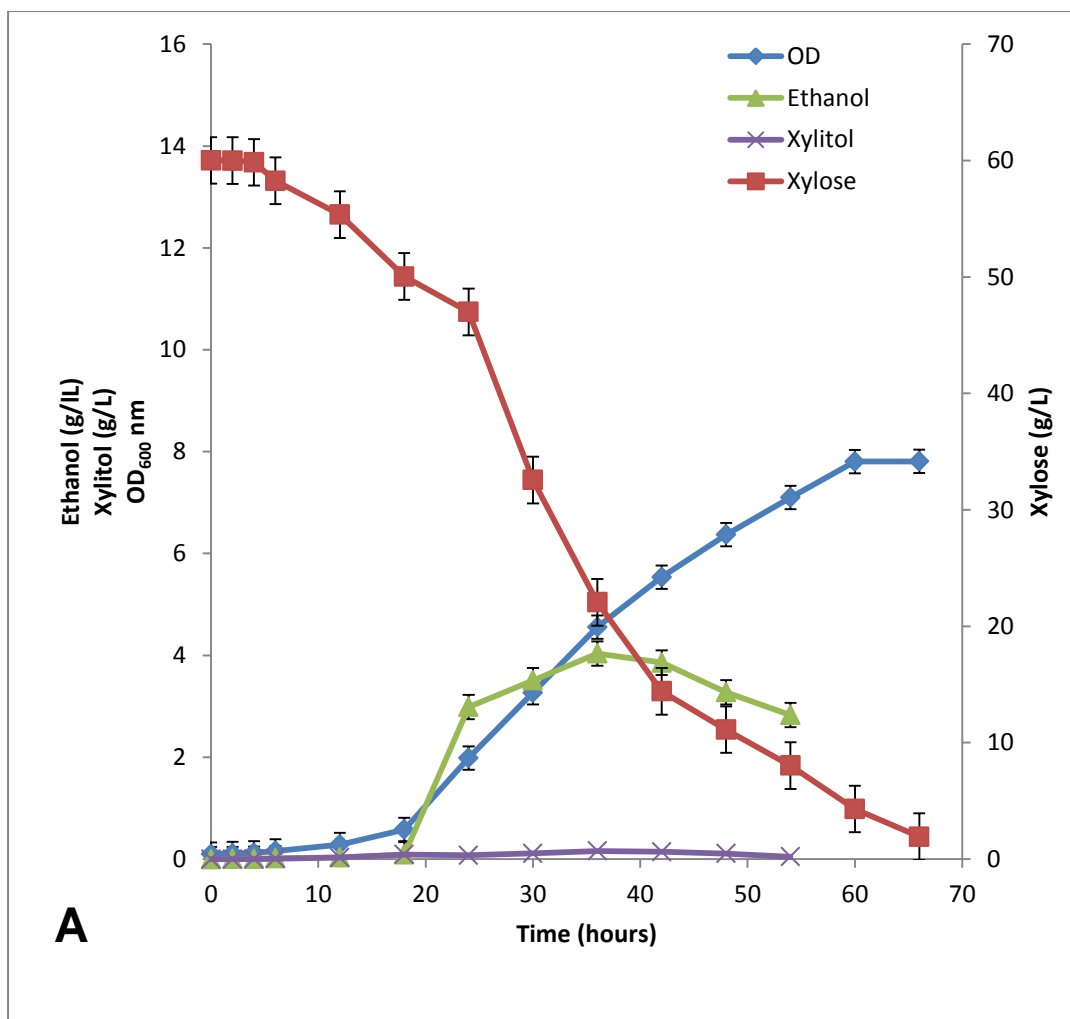 16
14
12
10
8
6
4
2
0
Ethanol (g/lL)
Xylitol (g/L)
OD600 nm
OD
Ethanol
Xylitol
Xylose
70
60
50
40
30
20
10
0
Xylose (g/L)
0 10 20 30 40 50 60 70
Time (hours)
A